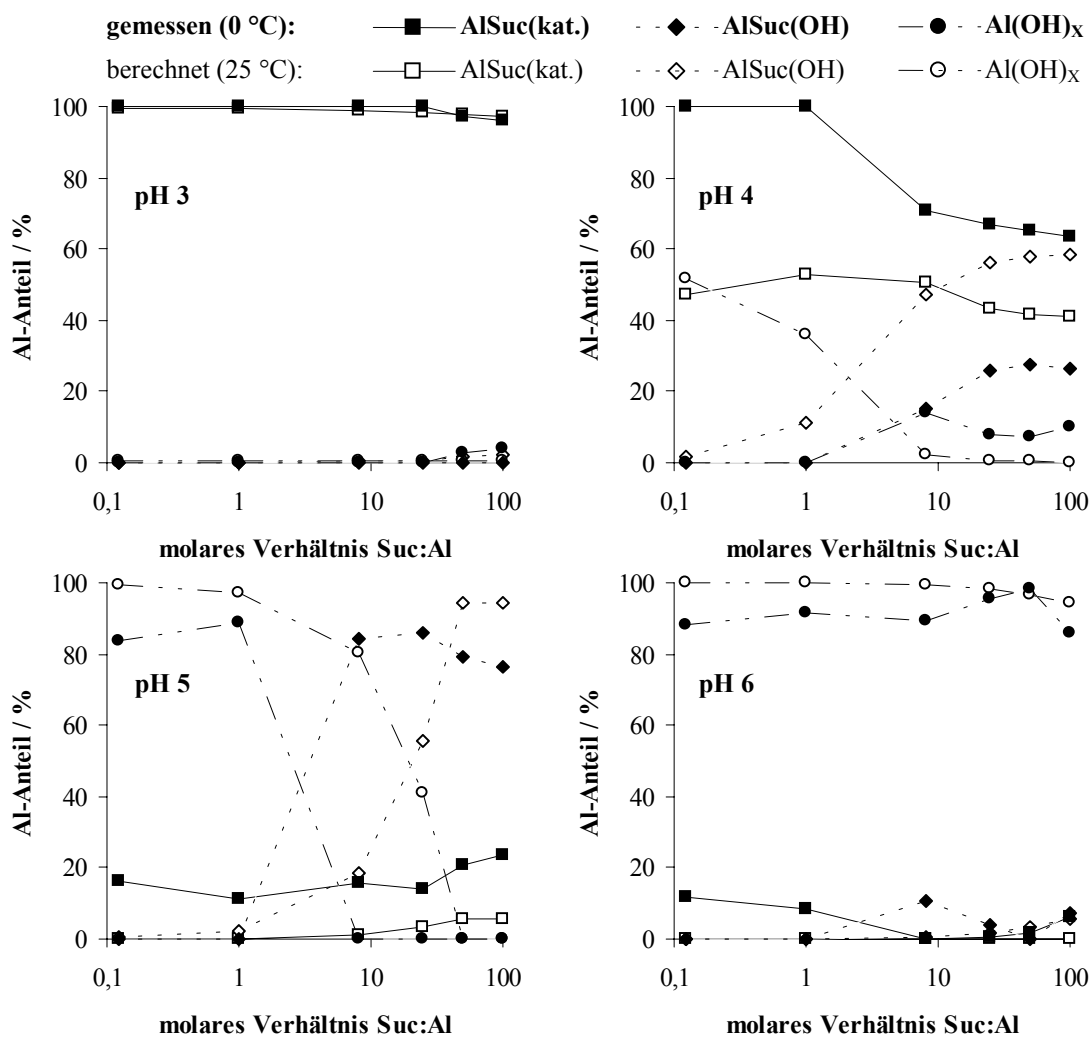 gemessen (0 °C): AlSuc(kat.) AlSuc(OH) Al(OH)X
berechnet (25 °C): AlSuc(kat.) AlSuc(OH) Al(OH)X
100
80
60
40
20
0
Al-Anteil / %
pH 3
0,1 1 10 100
molares Verhältnis Suc:Al
100
80
60
40
20
0
Al-Anteil / %
pH 4
0,1 1 10 100
molares Verhältnis Suc:Al
100
80
60
40
20
0
Al-Anteil / %
pH 5
0,1 1 10 100
molares Verhältnis Suc:Al
100
80
60
40
20
0
Al-Anteil / %
pH 6
0,1 1 10 100
molares Verhältnis Suc:Al